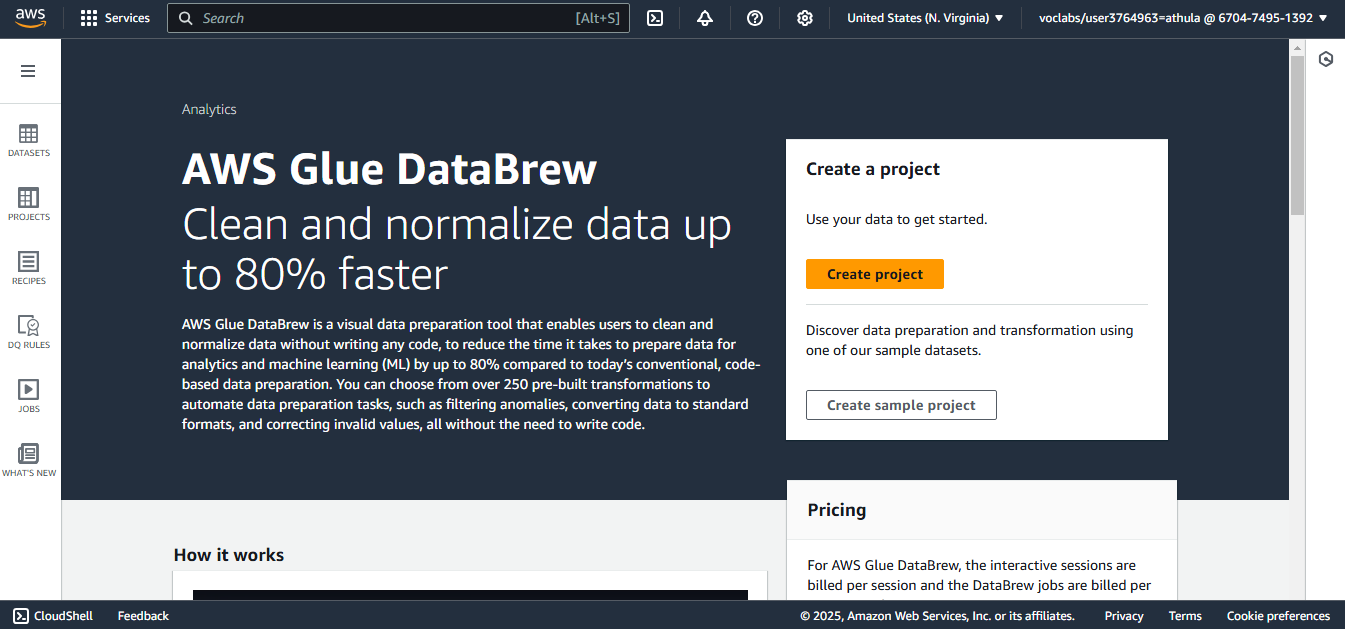 aws
Services
Search
[Alt+S]
United States (N. Virginia)
voclabs/user3764963=athula @ 6704-7495-1392
DATASETS
PROJECTS
RECIPES
DQ RULES
JOBS
WHAT'S NEW
Analytics
AWS Glue DataBrew
Clean and normalize data up
to 80% faster
AWS Glue DataBrew is a visual data preparation tool that enables users to clean and
normalize data without writing any code, to reduce the time it takes to prepare data for
analytics and machine learning (ML) by up to 80% compared to today's conventional, code-
based data preparation. You can choose from over 250 pre-built transformations to
automate data preparation tasks, such as filtering anomalies, converting data to standard
formats, and correcting invalid values, all without the need to write code.
Create a project
Use your data to get started.
Create project
Discover data preparation and transformation using
one of our sample datasets.
Create sample project
How it works
Pricing
For AWS Glue DataBrew, the interactive sessions are
billed per session and the DataBrew jobs are billed per
CloudShell
Feedback
© 2025, Amazon Web Services, Inc. or its affiliates.
Privacy
Terms
Cookie preferences